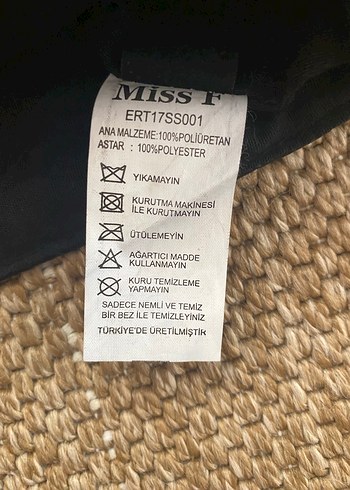 Miss F
ERT17SS001
ANA MALZEME:100%POLİÜRETAN
ASTAR : 100%POLYESTER
YIKAMAYIN
KURUTMA MAKİNESİ
İLE KURUTMAYIN
ÜTÜLEMEYİN
AĞARTICI MADDE
KULLANMAYIN
KURU TEMİZLEME
YAPMAYIN
SADECE NEMLİ VE TEMİZ
BİR BEZ İLE TEMİZLEYİNİZ
TÜRKİYE'DE ÜRETİLMİŞTİR